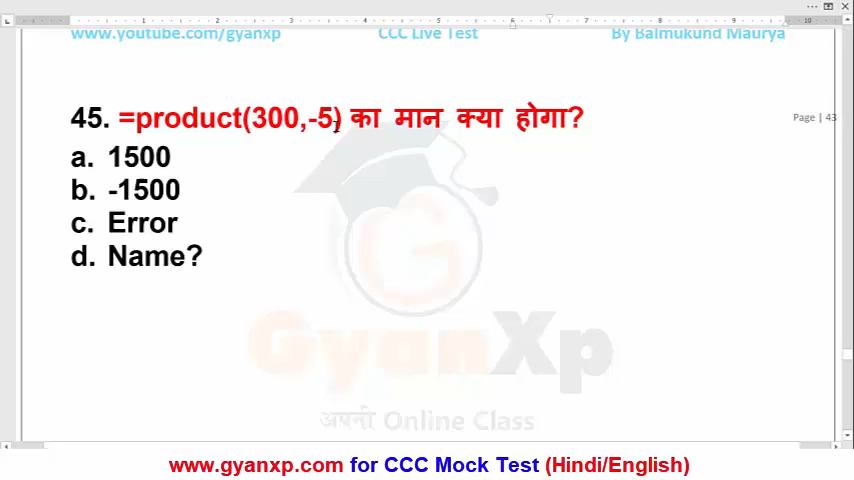 www.youtube.com/gyanxp CCC Live Test By Balmukund Maurya
45. =product(300,-5) का मान क्या होगा?
Page | 43
a. 1500
b. -1500
c. Error
d. Name?
GyanXp
अपनी Online Class
www.gyanxp.com for CCC Mock Test (Hindi/English)